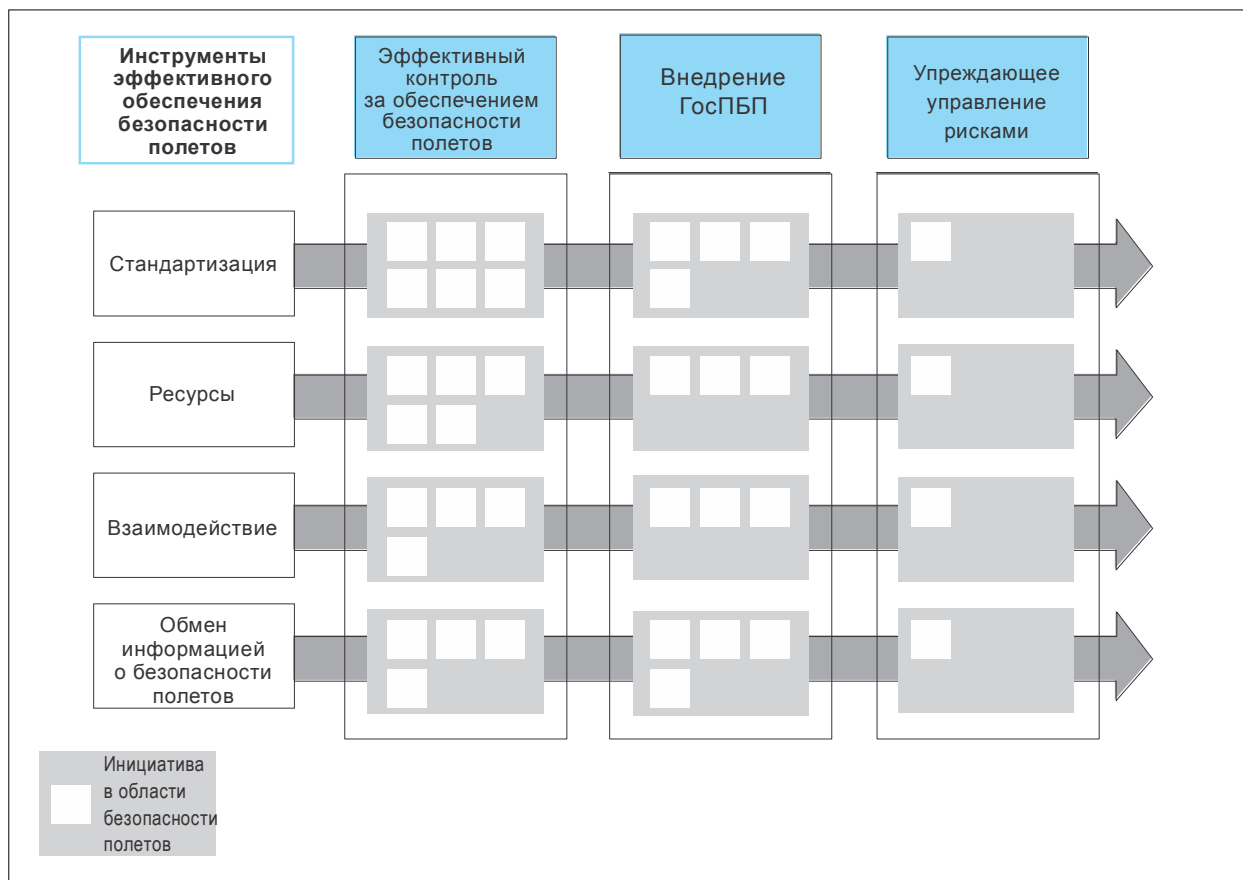 Инструменты
эффективного
обеспечения
безопасности
полетов
Эффективный
контроль
за обеспечением
безопасности
полетов
Внедрение
ГосПБП
Упреждающее
управление
рисками
Стандартизация
Ресурсы
Взаимодействие
Обмен
информацией
о безопасности
полетов
Инициатива
в области
безопасности
полетов